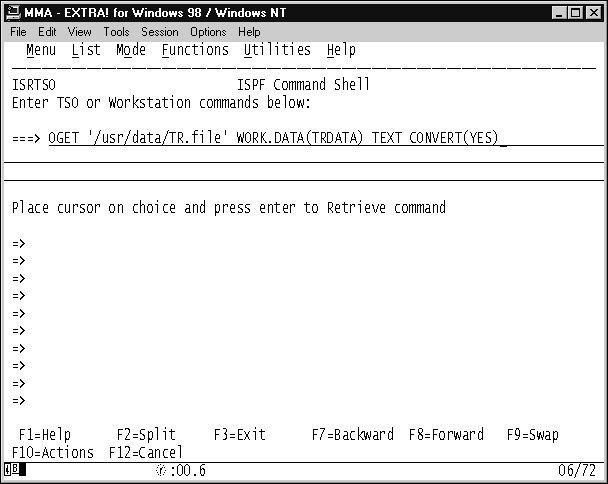 MMA - EXTRA! for Windows 98 / Windows NT
File Edit View Tools Session Options Help
Menu List Mode Functions Utilities Help
ISRTSO ISPF Command Shell
Enter TSO or Workstation commands below:
===> OGET '/usr/data/TR.file' WORK.DATA(TRDATA) TEXT CONVERT(YES)_
Place cursor on choice and press enter to Retrieve command
=>
=>
=>
=>
=>
=>
=>
=>
=>
=>
F1=Help F2=Split F3=Exit F7=Backward F8=Forward F9=Swap
F10=Actions F12=Cancel
:00.6 06/72